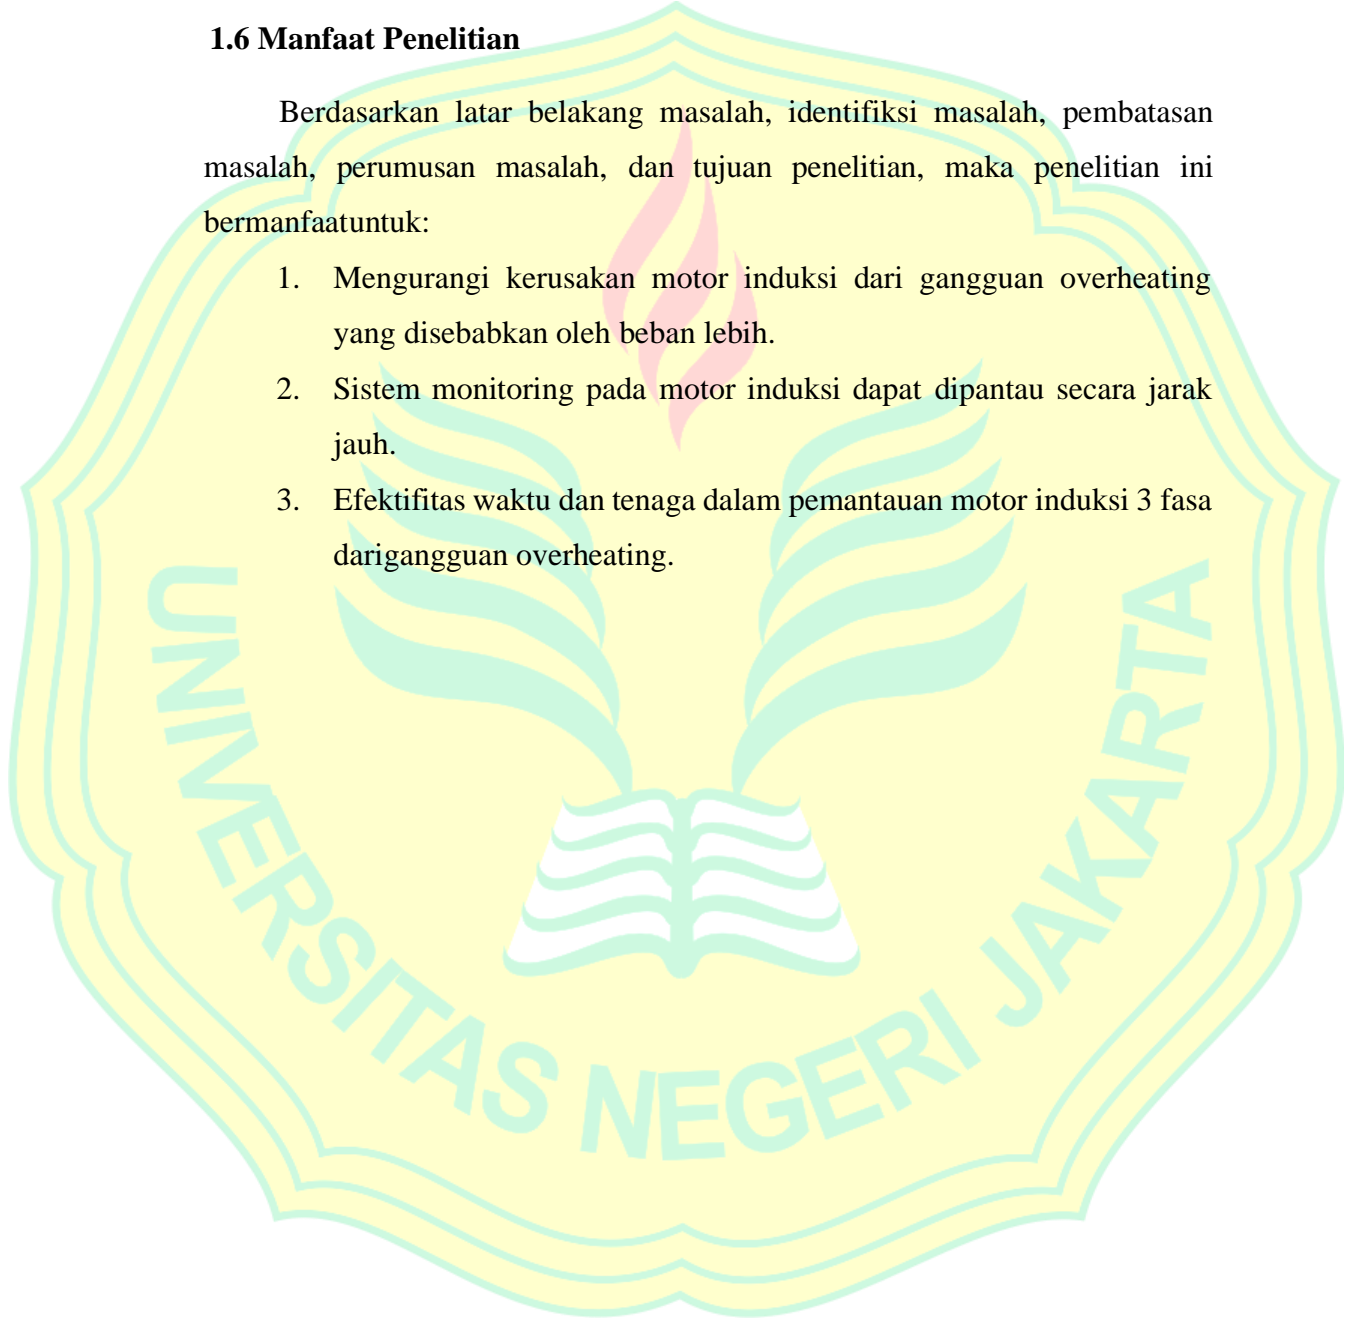 1.6 Manfaat Penelitian
Berdasarkan latar belakang masalah, identifiksi masalah, pembatasan
masalah, perumusan masalah, dan tujuan penelitian, maka penelitian ini
bermanfaatuntuk:
1. Mengurangi kerusakan motor induksi dari gangguan overheating
yang disebabkan oleh beban lebih.
2. Sistem monitoring pada motor induksi dapat dipantau secara jarak
jauh.
3. Efektifitas waktu dan tenaga dalam pemantauan motor induksi 3 fasa
darigangguan overheating.
UNIVERSITAS NEGERI JAKARTA